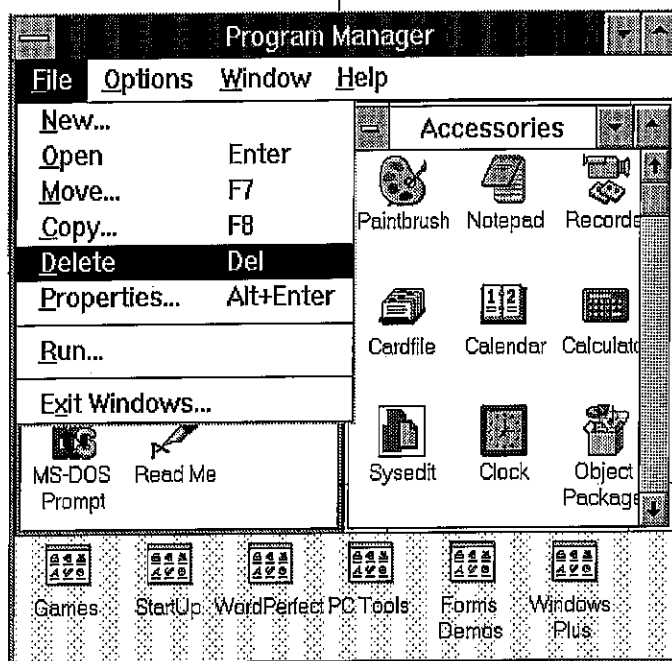 Program Manager
File Options Window Help
New...
Open Enter
Move... F7
Copy... F8
Delete Del
Properties... Alt+Enter
Run...
Exit Windows...
Accessories
Paintbrush Notepad Recorde
Cardfile Calendar Calculato
Sysedit Clock Object
Package
MS-DOS Read Me
Prompt
Games StartUp WordPerfect PC Tools Forms Windows
Demos Plus